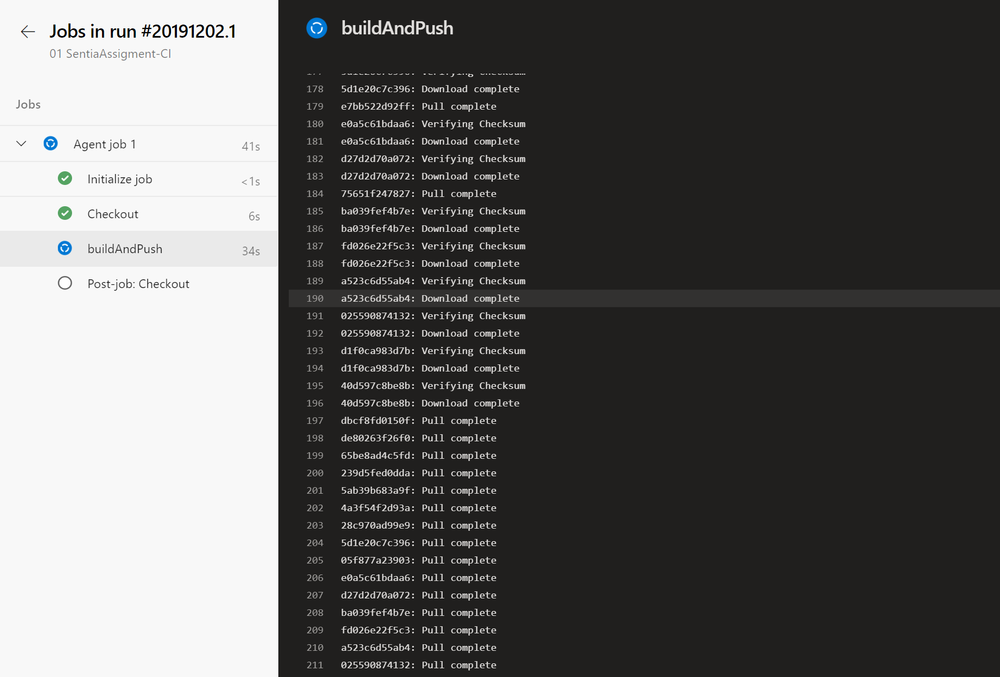 Jobs in run #20191202.1
01 SentiaAssigment-CI
Jobs
Agent job 1 41s
Initialize job <1s
Checkout 6s
buildAndPush 34s
Post-job: Checkout
buildAndPush
177 5d1e20c7c396: Verifying Checksum
178 5d1e20c7c396: Download complete
179 e7bb522d92ff: Pull complete
180 e0a5c61bdaa6: Verifying Checksum
181 e0a5c61bdaa6: Download complete
182 d27d2d70a072: Verifying Checksum
183 d27d2d70a072: Download complete
184 75651f247827: Pull complete
185 ba039fef4b7e: Verifying Checksum
186 ba039fef4b7e: Download complete
187 fd026e22f5c3: Verifying Checksum
188 fd026e22f5c3: Download complete
189 a523c6d55ab4: Verifying Checksum
190 a523c6d55ab4: Download complete
191 025590874132: Verifying Checksum
192 025590874132: Download complete
193 d1f0ca983d7b: Verifying Checksum
194 d1f0ca983d7b: Download complete
195 40d597c8be8b: Verifying Checksum
196 40d597c8be8b: Download complete
197 dbcf8fd0150f: Pull complete
198 de80263f26f0: Pull complete
199 65be8ad4c5fd: Pull complete
200 239d5fed0dda: Pull complete
201 5ab39b683a9f: Pull complete
202 4a3f54f2d93a: Pull complete
203 28c970ad99e9: Pull complete
204 5d1e20c7c396: Pull complete
205 05f877a23903: Pull complete
206 e0a5c61bdaa6: Pull complete
207 d27d2d70a072: Pull complete
208 ba039fef4b7e: Pull complete
209 fd026e22f5c3: Pull complete
210 a523c6d55ab4: Pull complete
211 025590874132: Pull complete